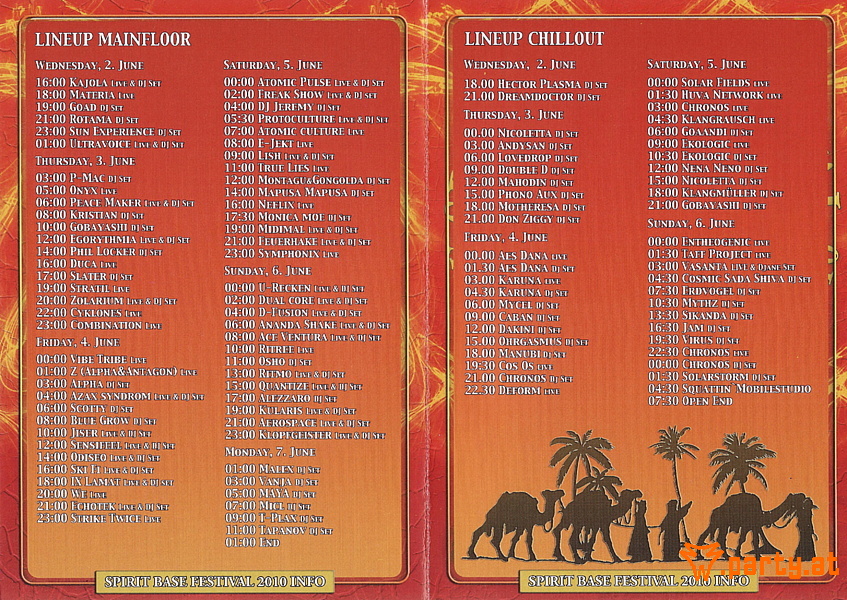 LINEUP MAINFLOOR
WEDNESDAY, 2. JUNE
16:00 KAJOLA LIVE & DJ SET
18:00 MATERIA LIVE
19:00 GOAD DJ SET
21:00 ROTAMA DJ SET
23:00 SUN EXPERIENCE DJ SET
01:00 ULTRAVOICE LIVE & DJ SET
THURSDAY, 3. JUNE
03:00 P-MAC DJ SET
05:00 ONYX LIVE
06:00 PEACE MAKER LIVE & DJ SET
08:00 KRISTIAN DJ SET
10:00 GOBAYASHI DJ SET
12:00 EGORYTHMIA LIVE & DJ SET
14:00 PHIL LOCKER DJ SET
16:00 DUCA LIVE
17:00 SLATER DJ SET
19:00 STRATIL LIVE
20:00 ZOLARIUM LIVE & DJ SET
22:00 CYKLONES LIVE
23:00 COMBINATION LIVE
FRIDAY, 4. JUNE
00:00 VIBE TRIBE LIVE
01:00 Z (ALPHA&ANTAGON) LIVE
03:00 ALPHA DJ SET
04:00 AZAX SYNDROM LIVE & DJ SET
06:00 SCOTTY DJ SET
08:00 BLUE GROW DJ SET
10:00 JISER LIVE & DJ SET
12:00 SENSIFEEL LIVE & DJ SET
14:00 ODISEO LIVE & DJ SET
16:00 SKI FI LIVE & DJ SET
18:00 IX LAMAT LIVE & DJ SET
20:00 WE LIVE
21:00 ECHOTEK LIVE & DJ SET
23:00 STRIKE TWICE LIVE
SATURDAY, 5. JUNE
00:00 ATOMIC PULSE LIVE & DJ SET
02:00 FREAK SHOW LIVE & DJ SET
04:00 DJ JEREMY DJ SET
05:30 PROTOCULTURE LIVE & DJ SET
07:00 ATOMIC CULTURE LIVE
08:00 E-JEKT LIVE
09:00 LISH LIVE & DJ SET
11:00 TRUE LIES LIVE
12:00 MONTAGU&GONGOLDA DJ SET
14:00 MAPUSA MAPUSA DJ SET
16:00 NEELIX LIVE
17:30 MONICA MOE DJ SET
19:00 MIDIMAL LIVE & DJ SET
21:00 FEUERHAKE LIVE & DJ SET
23:00 SYMPHONIX LIVE
SUNDAY, 6. JUNE
00:00 U-RECKEN LIVE & DJ SET
02:00 DUAL CORE LIVE & DJ SET
04:00 D-FUSION LIVE & DJ SET
06:00 ANANDA SHAKE LIVE & DJ SET
08:00 ACE VENTURA LIVE & DJ SET
10:00 RITREE LIVE
11:00 OSHO DJ SET
13:00 RITMO LIVE & DJ SET
15:00 QUANTIZE LIVE & DJ SET
17:00 ALEZZARO DJ SET
19:00 KULARIS LIVE & DJ SET
21:00 AEROSPACE LIVE & DJ SET
23:00 KLOPFGEISTER LIVE & DJ SET
MONDAY, 7. JUNE
01:00 MALEX DJ SET
03:00 VANJA DJ SET
05:00 MAYA DJ SET
07:00 MICL DJ SET
09:00 T-PLAX DJ SET
11:00 TAPANOV DJ SET
01:00 END
SPIRIT BASE FESTIVAL 2010 INFO
LINEUP CHILLOUT
WEDNESDAY, 2. JUNE
18.00 HECTOR PLASMA DJ SET
21.00 DREAMDOCTOR DJ SET
THURSDAY, 3. JUNE
00.00 NICOLETTA DJ SET
03.00 ANDYSAN DJ SET
06.00 LOVEDROP DJ SET
09.00 DOUBLE D DJ SET
12.00 MAHODIN DJ SET
15.00 PHONO AUX DJ SET
18.00 MOTHERESA DJ SET
21.00 DON ZIGGY DJ SET
FRIDAY, 4. JUNE
00.00 AES DANA LIVE
01.30 AES DANA DJ SET
03.00 KARUNA LIVE
04.30 KARUNA DJ SET
06.00 MYCEL DJ SET
09.00 CABAN DJ SET
12.00 DAKINI DJ SET
15.00 OHRGASMUS DJ SET
18.00 MANUBI DJ SET
19:30 COS OS LIVE
21.00 CHRONOS DJ SET
22.30 DEFORM LIVE
SATURDAY, 5. JUNE
00:00 SOLAR FIELDS LIVE
01:30 HUVA NETWORK LIVE
03:00 CHRONOS LIVE
04:30 KLANGRAUSCH LIVE
06:00 GOAANDI DJ SET
09:00 EKOLOGIC LIVE
10:30 EKOLOGIC DJ SET
12:00 NENA NENO DJ SET
15:00 NICOLETTA DJ SET
18:00 KLANGMÜLLER DJ SET
21:00 GOBAYASHI DJ SET
SUNDAY, 6. JUNE
00:00 ENTHEOGENIC LIVE
01:30 TAFF PROJECT LIVE
03:00 VASANTA LIVE & DJANE SET
04:30 COSMIC SADA SHIVA DJ SET
07:30 ERDVOGEL DJ SET
10:30 MYTHZ DJ SET
13:30 SIKANDA DJ SET
16:30 JAM DJ SET
19:30 VIRUS DJ SET
22:30 CHRONOS LIVE
00:00 CHRONOS DJ SET
01:30 SOLARSTORM DJ SET
04:30 SQUATTIN MOBILESTUDIO
07:30 OPEN END
SPIRIT BASE FESTIVAL 2010 INFO
party.at